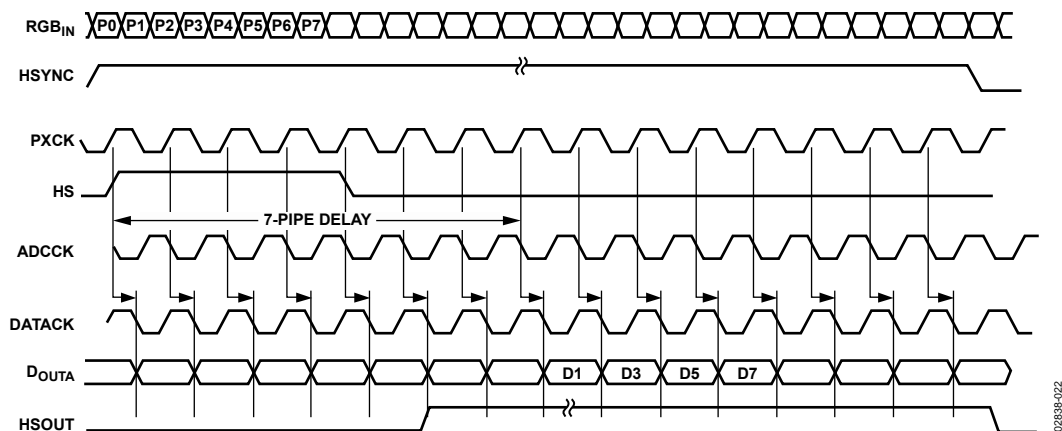 RGBIN P0 P1 P2 P3 P4 P5 P6 P7
HSYNC
PXCK
HS
7-PIPE DELAY
ADCCK
DATACK
DOUTA D1 D3 D5 D7
HSOUT
02838-022